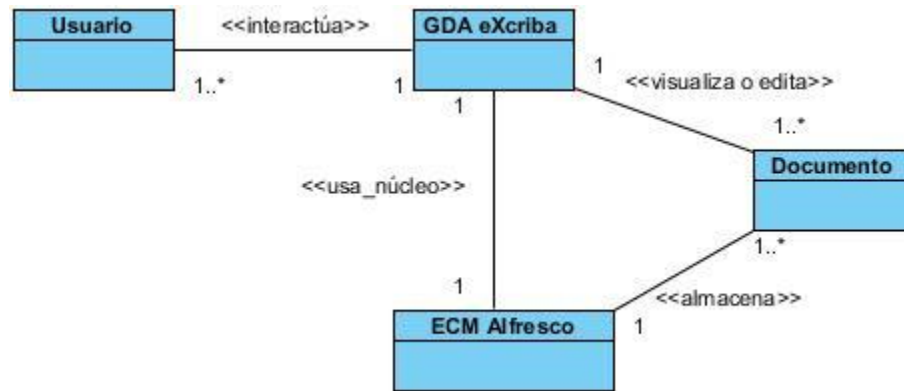 Usuario
<<interactúa>>
GDA eXcriba
1..*
1
1
1
<<visualiza o edita>>
1..*
Documento
<<usa_núcleo>>
1..*
1
<<almacena>>
ECM Alfresco
1